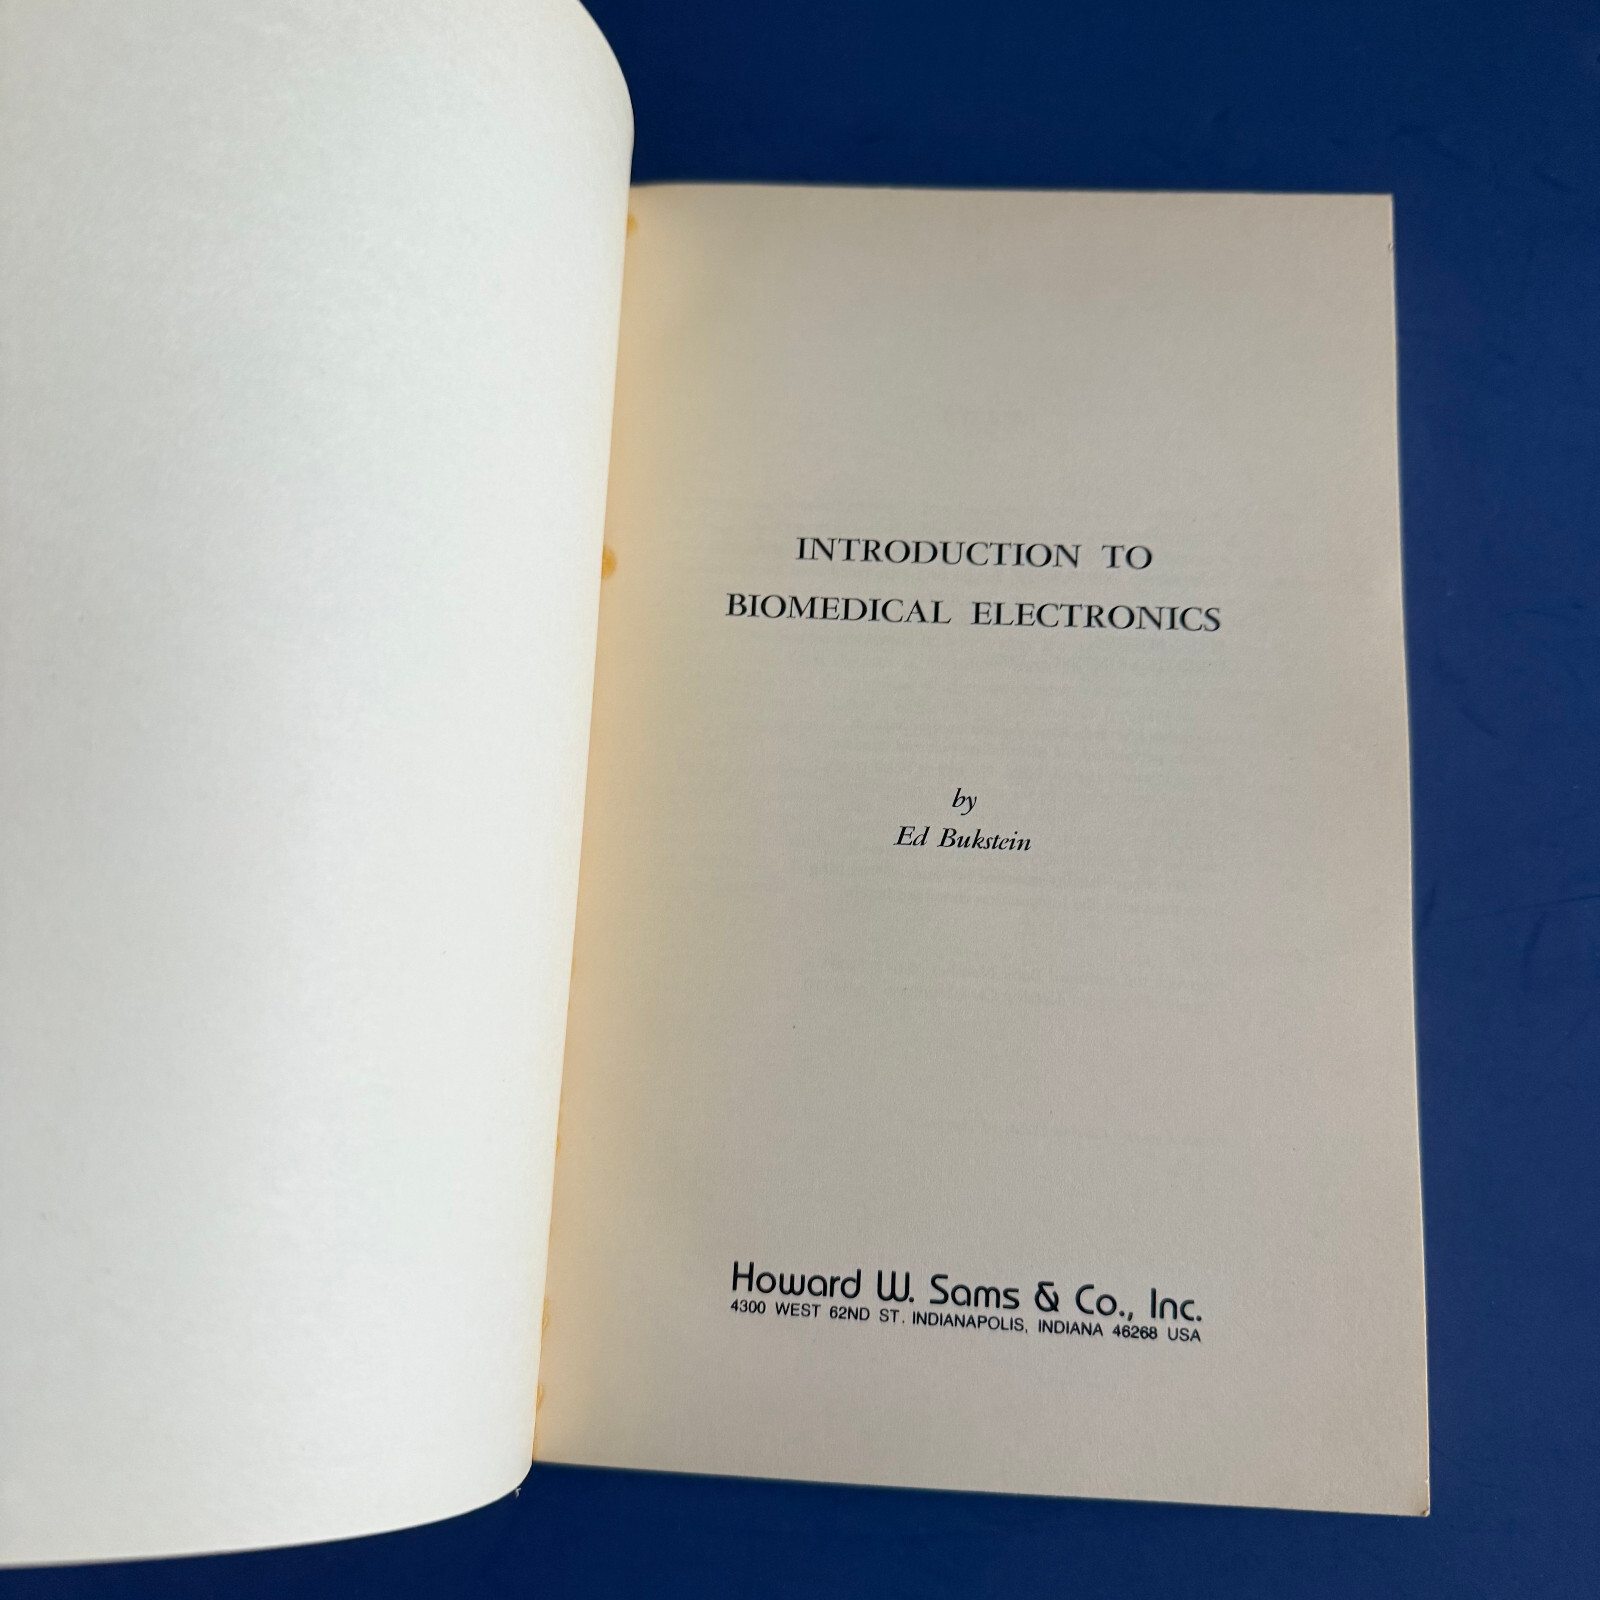 INTRODUCTION TO
BIOMEDICAL ELECTRONICS
by
Ed Bukstein
Howard W. Sams & Co., Inc.
4300 WEST 62ND ST. INDIANAPOLIS, INDIANA 46268 USA